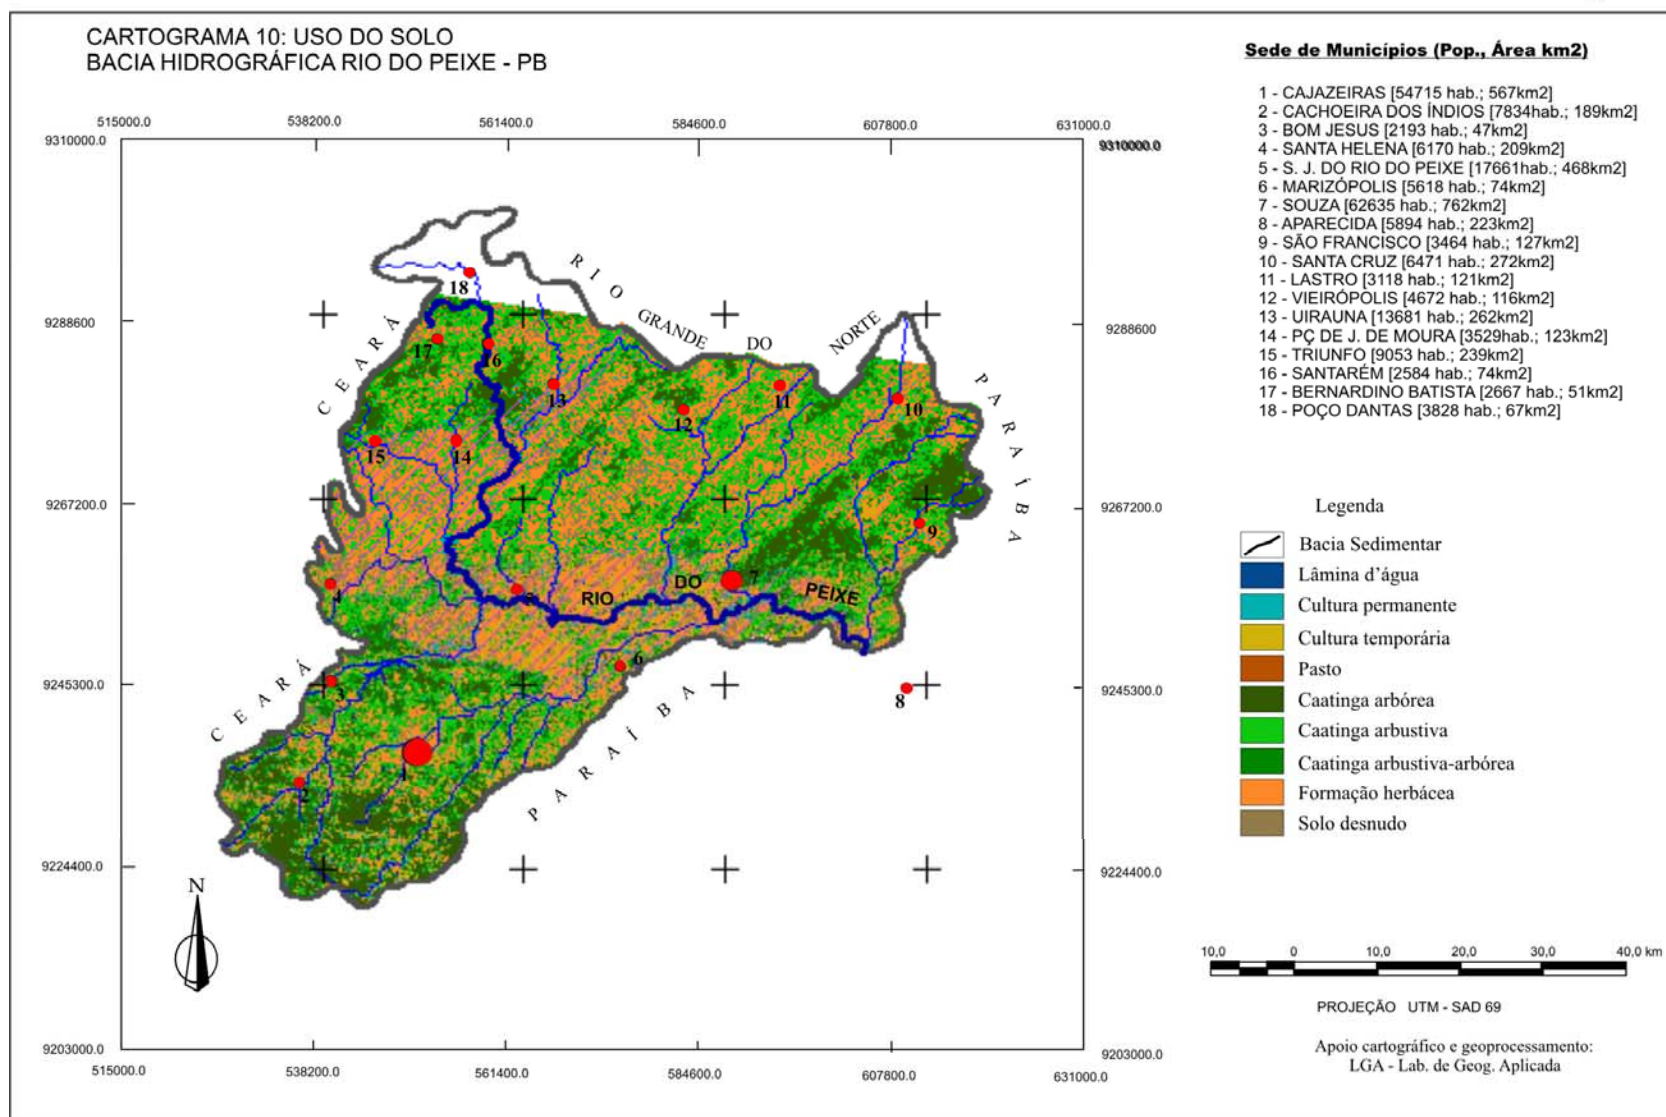 CARTOGRAMA 10: USO DO SOLO
BACIA HIDROGRÁFICA RIO DO PEIXE - PB
Sede de Municípios (Pop., Área km2)
1 - CAJAZEIRAS [54715 hab.; 567km2]
2 - CACHOEIRA DOS ÍNDIOS [7834hab.; 189km2]
3 - BOM JESUS [2193 hab.; 47km2]
4 - SANTA HELENA [6170 hab.; 209km2]
5 - S. J. DO RIO DO PEIXE [17661hab.; 468km2]
6 - MARIZÓPOLIS [5618 hab.; 74km2]
7 - SOUZA [62635 hab.; 762km2]
8 - APARECIDA [5894 hab.; 223km2]
9 - SÃO FRANCISCO [3464 hab.; 127km2]
10 - SANTA CRUZ [6471 hab.; 272km2]
11 - LASTRO [3118 hab.; 121km2]
12 - VIEIRÓPOLIS [4672 hab.; 116km2]
13 - UIRAUNA [13681 hab.; 262km2]
14 - PÇ DE J. DE MOURA [3529hab.; 123km2]
15 - TRIUNFO [9053 hab.; 239km2]
16 - SANTARÉM [2584 hab.; 74km2]
17 - BERNARDINO BATISTA [2667 hab.; 51km2]
18 - POÇO DANTAS [3828 hab.; 67km2]
515000.0 538200.0 561400.0 584600.0 607800.0 631000.0
9310000.0 9310000.0
9288600 9288600
9267200.0 9267200.0
9245300.0 9245300.0
9224400.0 9224400.0
9203000.0 9203000.0
515000.0 538200.0 561400.0 584600.0 607800.0 631000.0
RIO GRANDE DO NORTE
CEARÁ
PARAÍBA
CEARÁ
PARAÍBA
RIO DO PEIXE
18
17
16
13
12
11
10
15
14
9
4
7
6
3
8
1
2
N
Legenda
Bacia Sedimentar
Lâmina d'água
Cultura permanente
Cultura temporária
Pasto
Caatinga arbórea
Caatinga arbustiva
Caatinga arbustiva-arbórea
Formação herbácea
Solo desnudo
10,0 0 10,0 20,0 30,0 40,0 km
PROJEÇÃO UTM - SAD 69
Apoio cartográfico e geoprocessamento:
LGA - Lab. de Geog. Aplicada